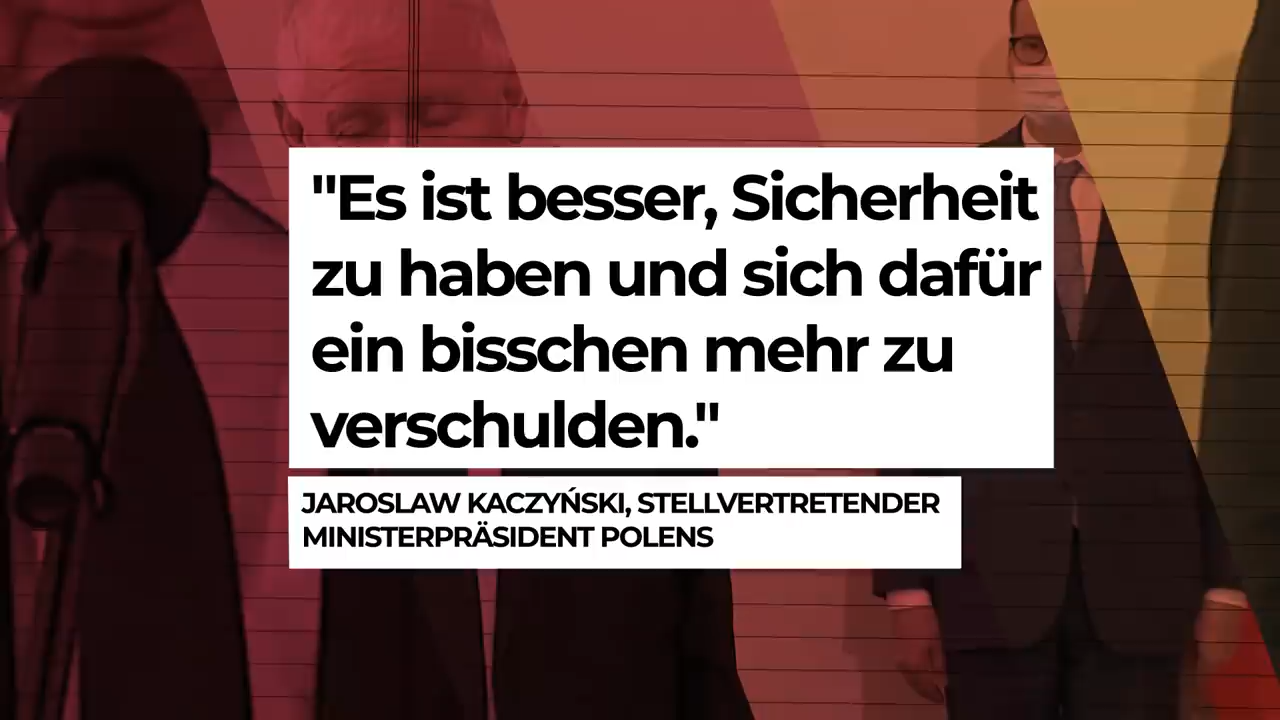 "Es ist besser, Sicherheit
zu haben und sich dafür
ein bisschen mehr zu
verschulden."
JAROSLAW KACZYŃSKI, STELLVERTRETENDER
MINISTERPRÄSIDENT POLENS